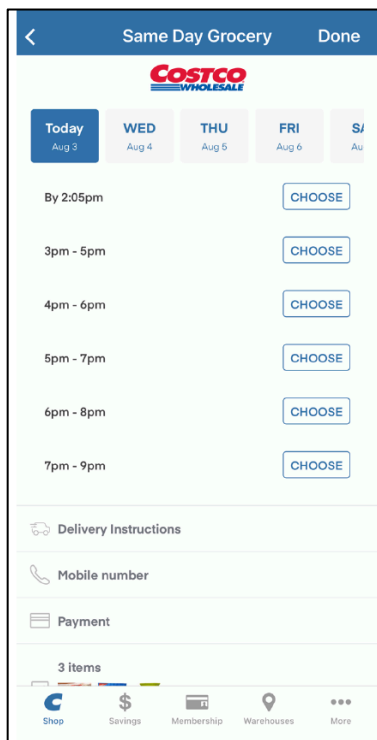 Same Day Grocery Done
COSTCO
WHOLESALE
Today WED THU FRI
Aug 3 Aug 4 Aug 5 Aug 6 Au
By 2:05pm CHOOSE
3pm - 5pm CHOOSE
4pm - 6pm CHOOSE
5pm - 7pm CHOOSE
6pm - 8pm CHOOSE
7pm - 9pm CHOOSE
Delivery Instructions
Mobile number
Payment
3 items
Shop Savings Membership Warehouses More